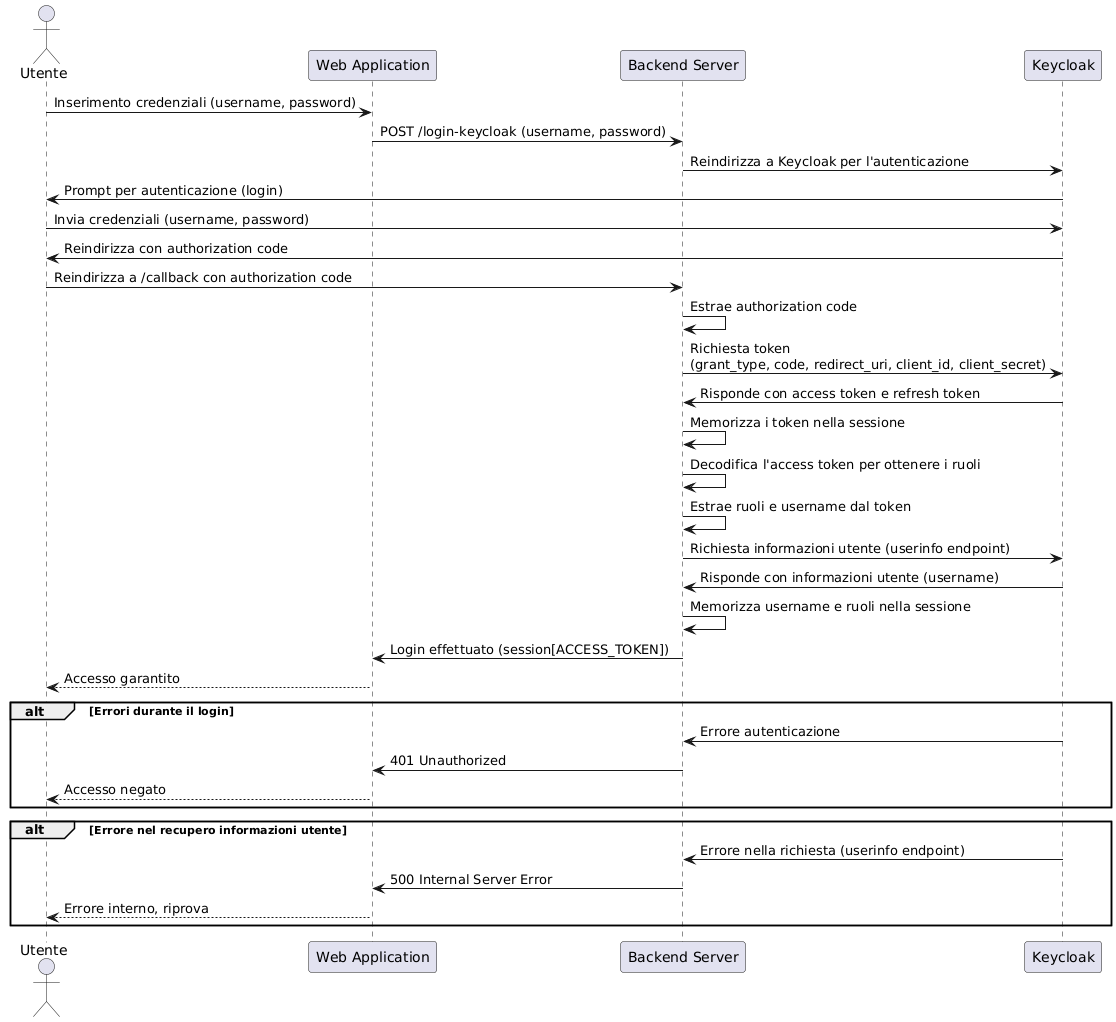 Utente
Web Application
Backend Server
Keycloak
Inserimento credenziali (username, password)
POST /login-keycloak (username, password)
Reindirizza a Keycloak per l'autenticazione
Prompt per autenticazione (login)
Invia credenziali (username, password)
Reindirizza con authorization code
Reindirizza a /callback con authorization code
Estrae authorization code
Richiesta token
(grant_type, code, redirect_uri, client_id, client_secret)
Risponde con access token e refresh token
Memorizza i token nella sessione
Decodifica l'access token per ottenere i ruoli
Estrae ruoli e username dal token
Richiesta informazioni utente (userinfo endpoint)
Risponde con informazioni utente (username)
Memorizza username e ruoli nella sessione
Login effettuato (session[ACCESS_TOKEN])
Accesso garantito
alt [Errori durante il login]
Errore autenticazione
401 Unauthorized
Accesso negato
alt [Errore nel recupero informazioni utente]
Errore nella richiesta (userinfo endpoint)
500 Internal Server Error
Errore interno, riprova
Utente
Web Application
Backend Server
Keycloak